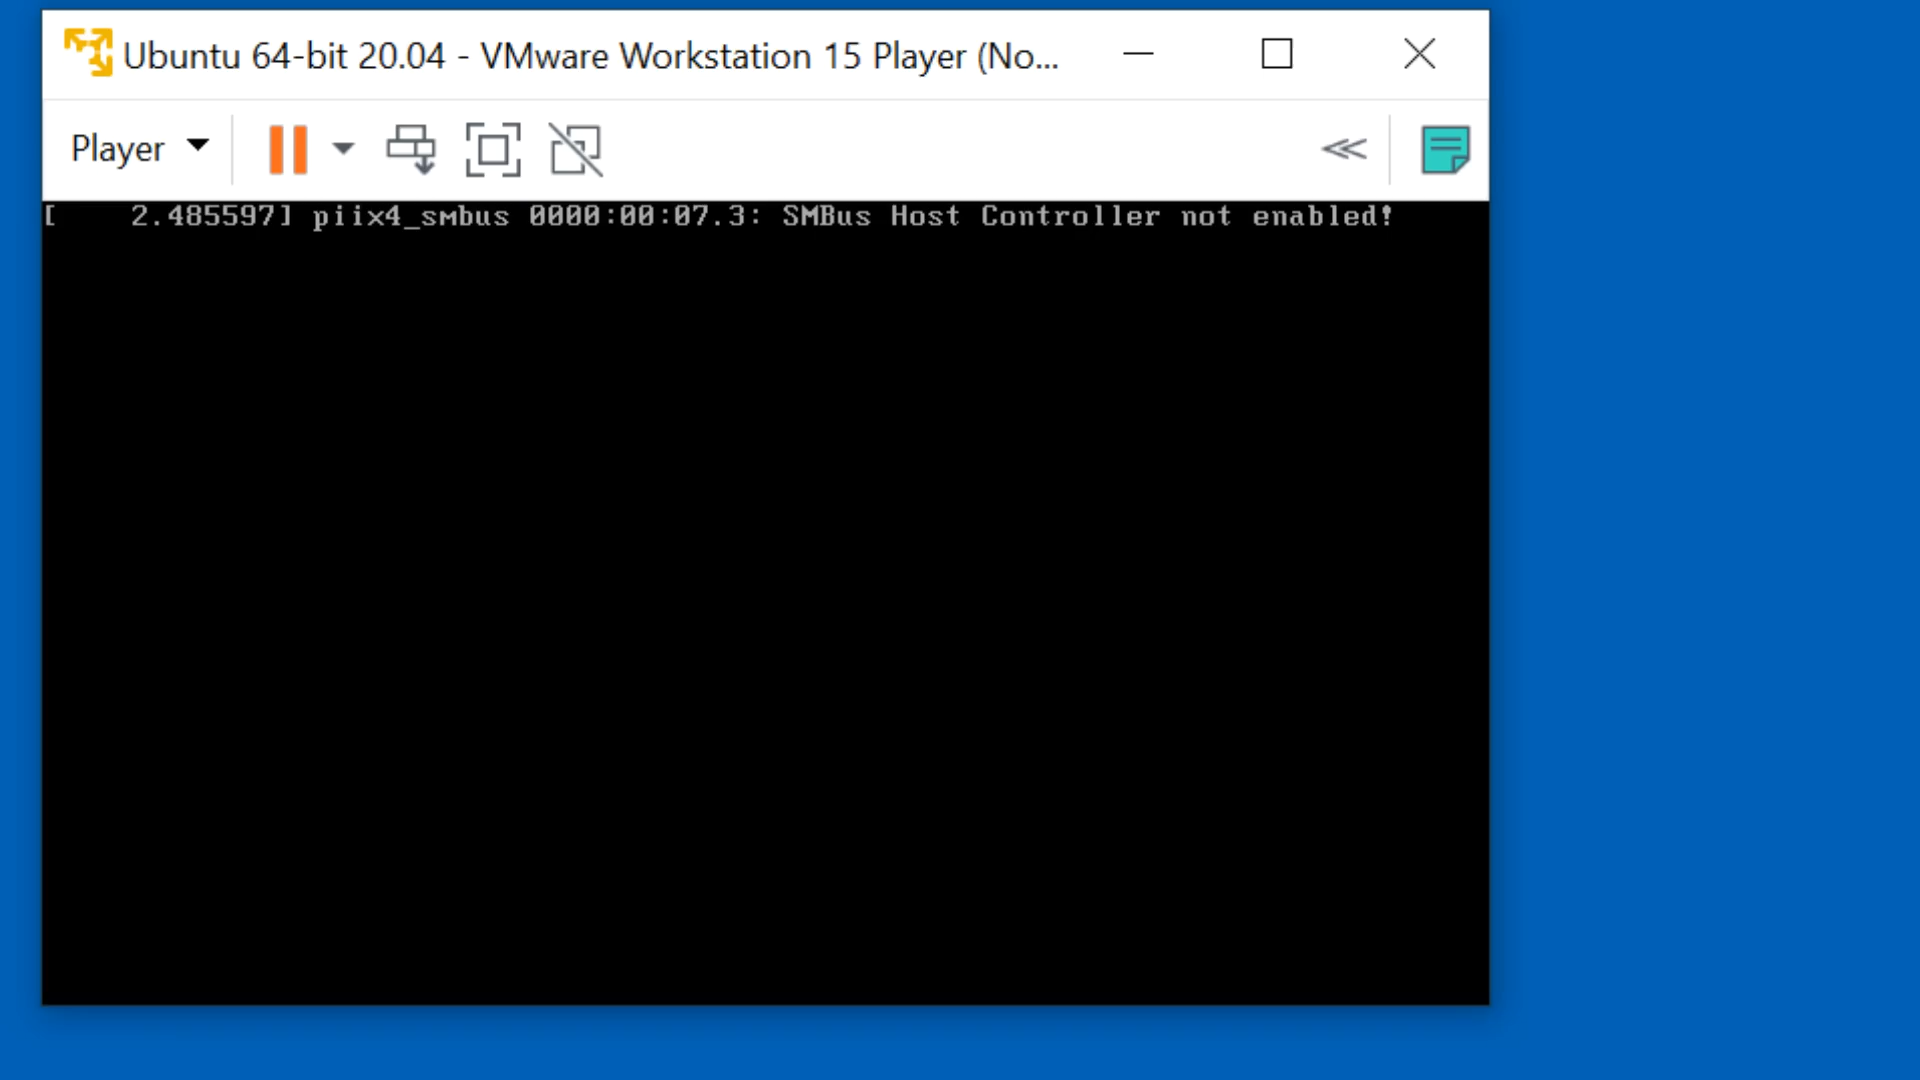 Ubuntu 64-bit 20.04 - VMware Workstation 15 Player (No...
Player
[    2.485597] piix4_smbus 0000:00:07.3: SMBus Host Controller not enabled!